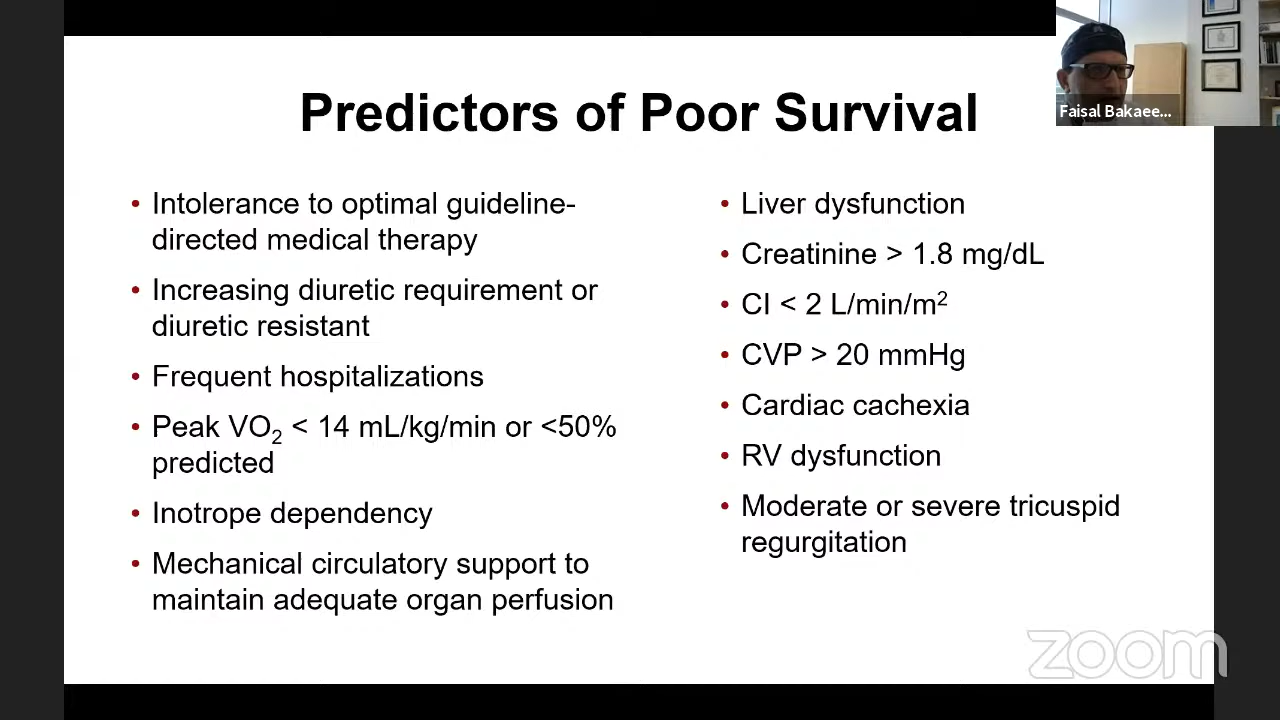 Predictors of Poor Survival
• Intolerance to optimal guideline-
directed medical therapy
• Increasing diuretic requirement or
diuretic resistant
• Frequent hospitalizations
• Peak VO₂ < 14 mL/kg/min or <50%
predicted
• Inotrope dependency
• Mechanical circulatory support to
maintain adequate organ perfusion
• Liver dysfunction
• Creatinine > 1.8 mg/dL
• CI < 2 L/min/m²
• CVP > 20 mmHg
• Cardiac cachexia
• RV dysfunction
• Moderate or severe tricuspid
regurgitation
Faisal Bakaee...
zoom